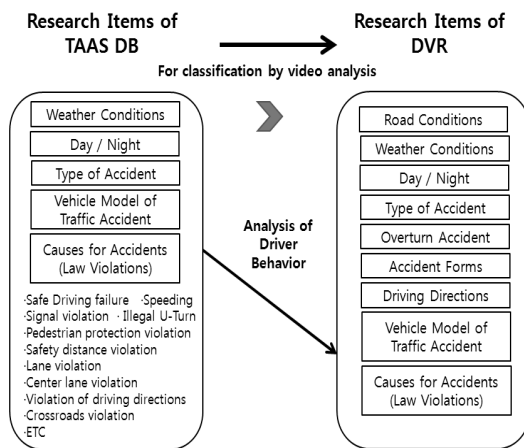 Research Items of
TAAS DB
Research Items of
DVR
For classification by video analysis
Weather Conditions
Day / Night
Type of Accident
Vehicle Model of
Traffic Accident
Causes for Accidents
(Law Violations)
·Safe Driving failure ·Speeding
·Signal violation · Illegal U-Turn
·Pedestrian protection violation
·Safety distance violation
·Lane violation
·Center lane violation
·Violation of driving directions
·Crossroads violation
·ETC
Analysis of
Driver
Behavior
Road Conditions
Weather Conditions
Day / Night
Type of Accident
Overturn Accident
Accident Forms
Driving Directions
Vehicle Model of
Traffic Accident
Causes for Accidents
(Law Violations)